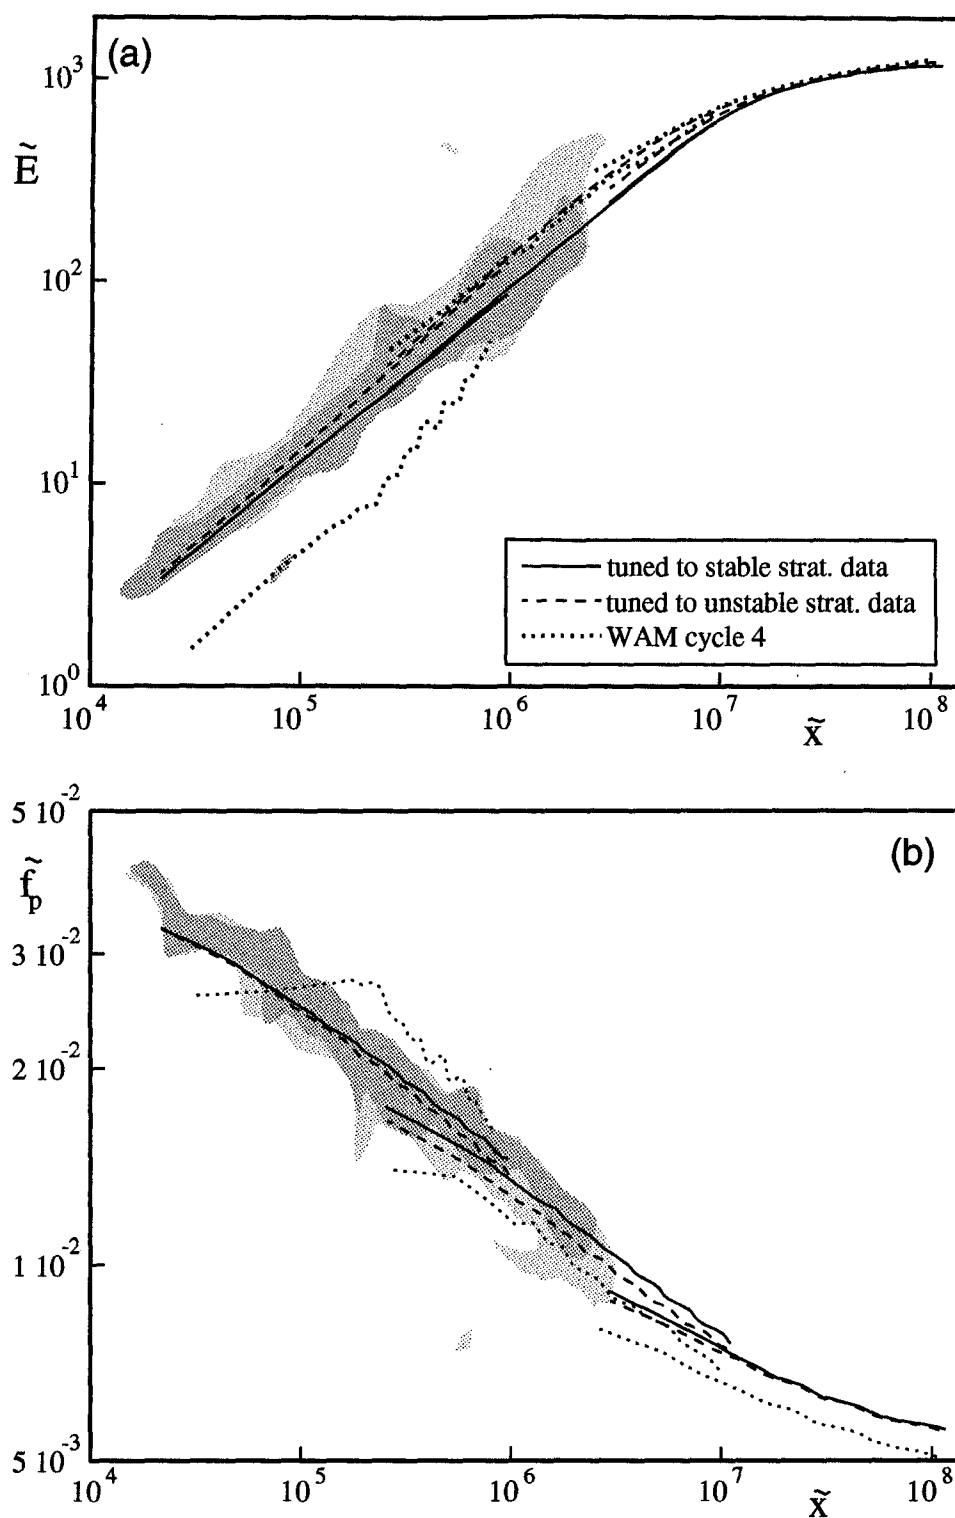 (a)
10³
Ẽ
10²
10¹
tuned to stable strat. data
tuned to unstable strat. data
WAM cycle 4
10⁰
10⁴ 10⁵ 10⁶ 10⁷ 10⁸
x̃
5 10⁻²
(b)
f̃ₚ
3 10⁻²
2 10⁻²
1 10⁻²
5 10⁻³
10⁴ 10⁵ 10⁶ 10⁷ 10⁸
x̃